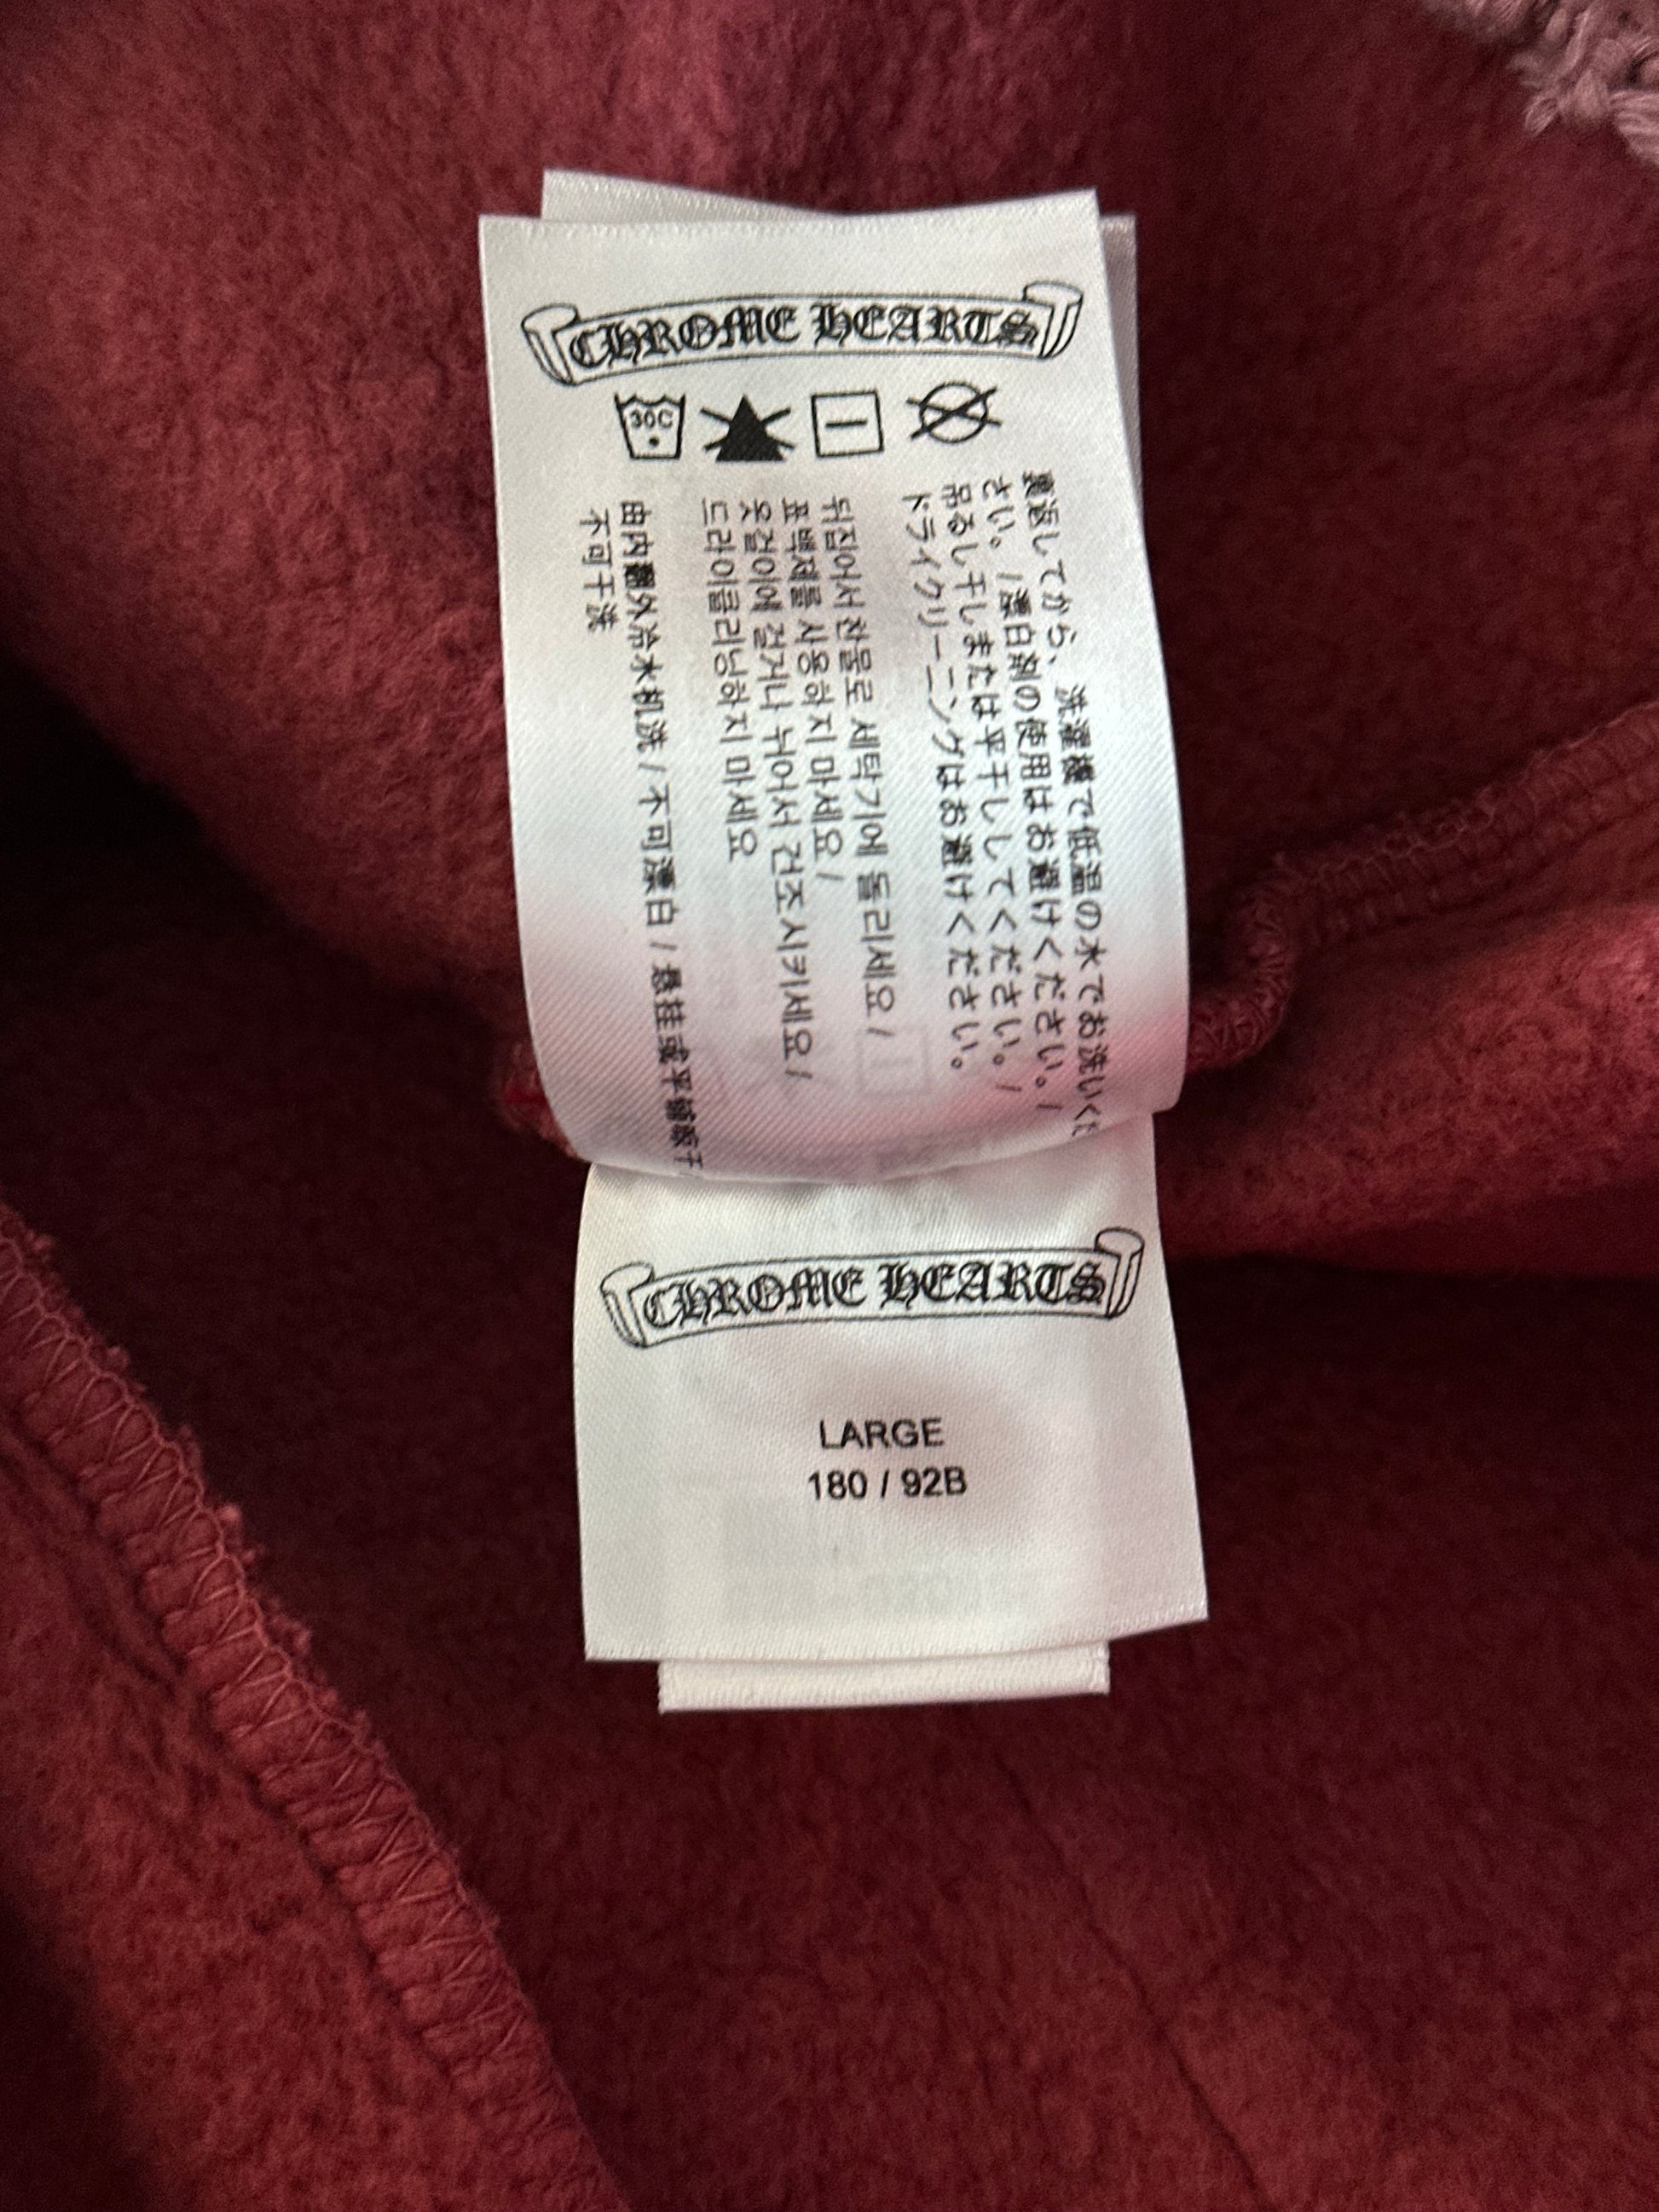 CHROME HEARTS
30C
裏返してから、洗濯機で低温の水でお洗いくだ
さい。/漂白剤の使用はお避けください。/
吊るし干しまたは平干ししてください。/
ドライクリーニングはお避けください。
뒤집어서 찬물로 세탁기에 돌리세요 /
표백제를 사용하지 마세요 /
옷걸이에 걸거나 뉘어서 건조시키세요 /
드라이클리닝하지 마세요
由内翻外冷水机洗 / 不可漂白 / 悬挂或平铺晾干
不可干洗
CHROME HEARTS
LARGE
180 / 92B